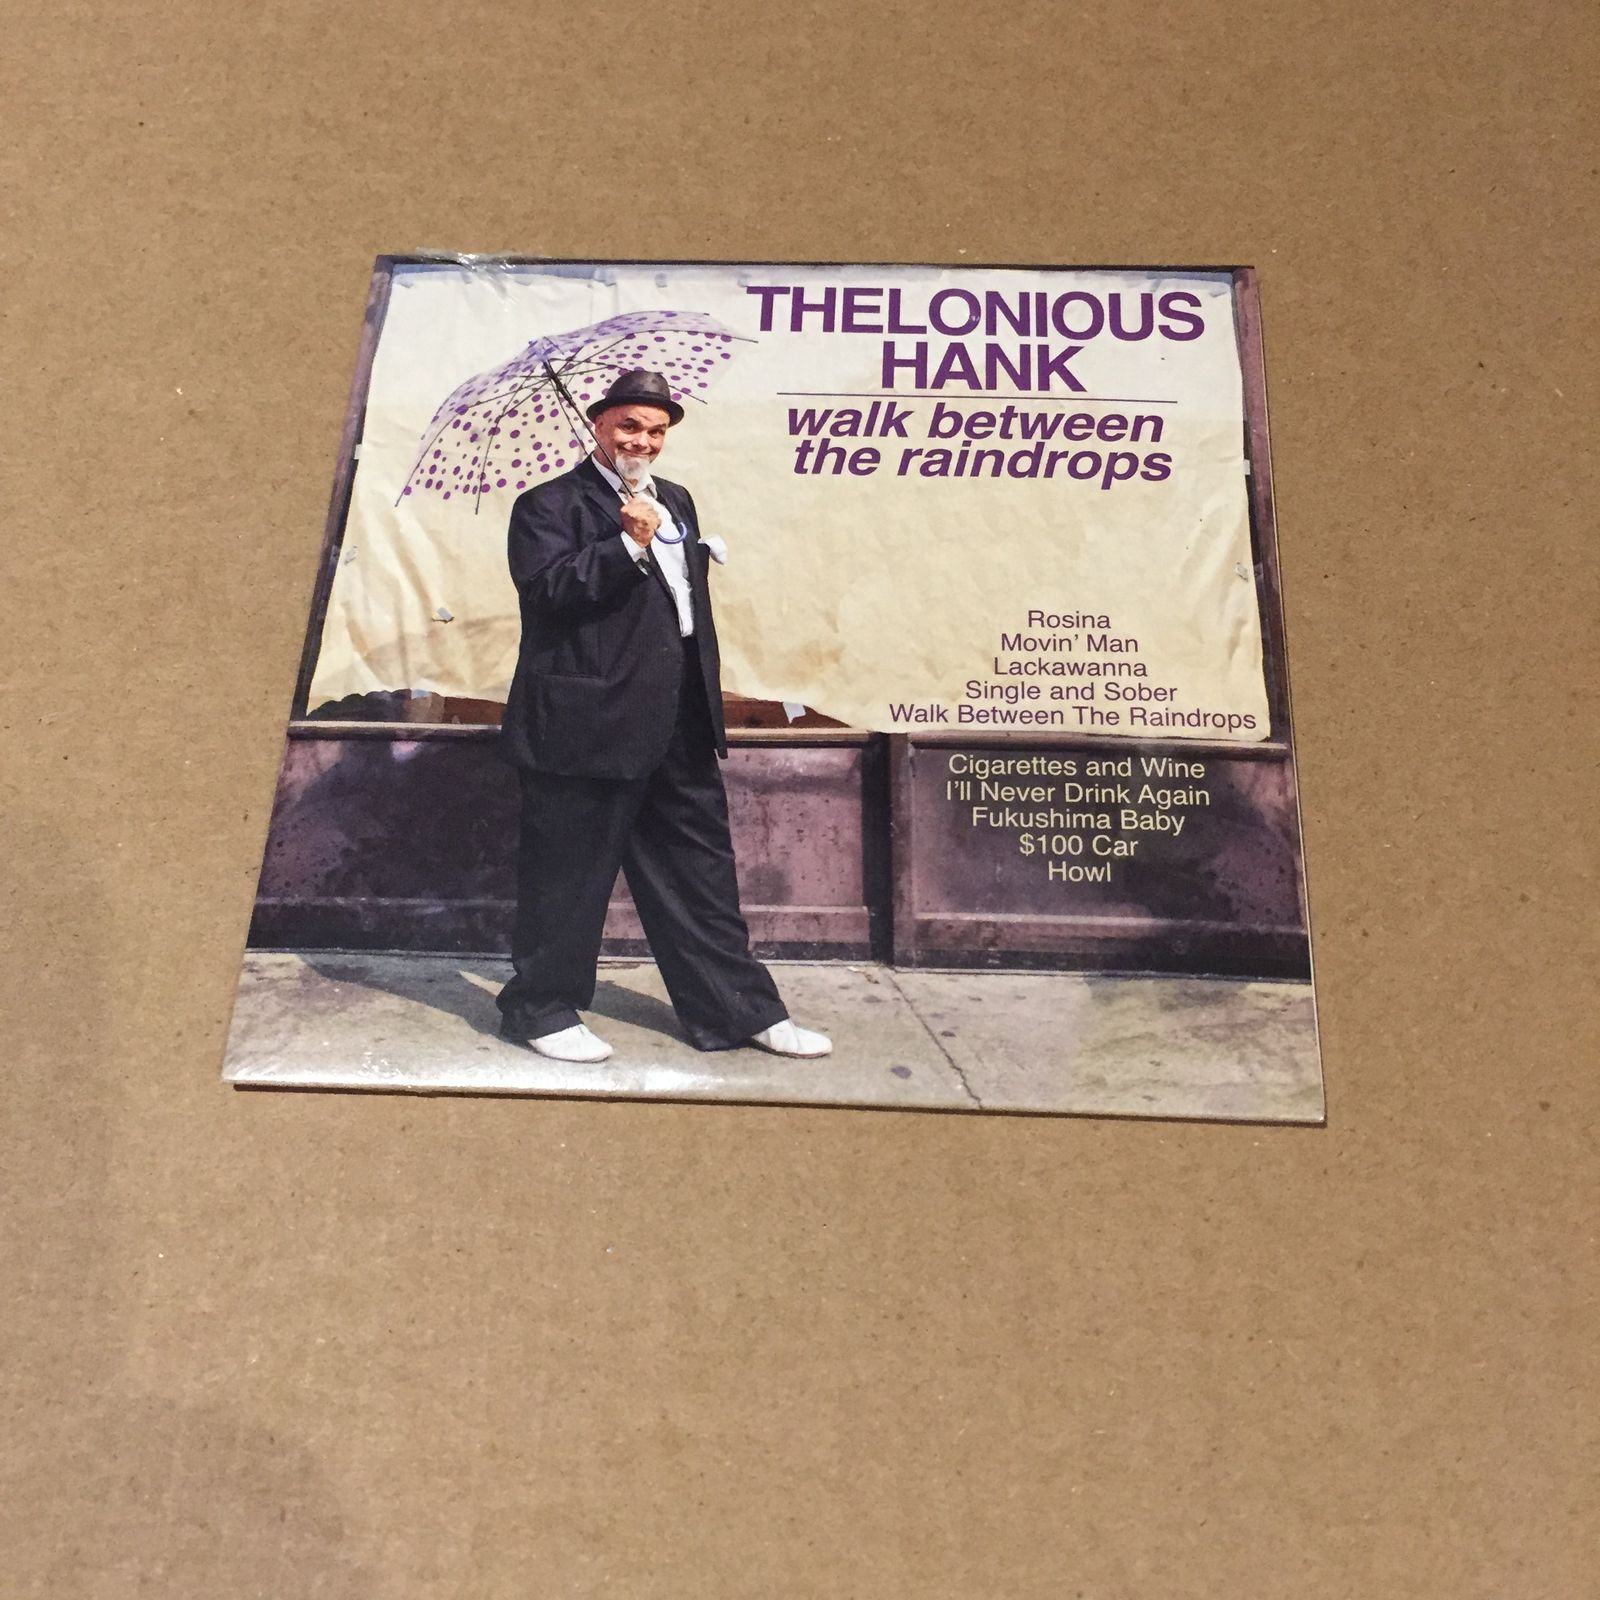 THELONIOUS
HANK
walk between
the raindrops
Rosina
Movin' Man
Lackawanna
Single and Sober
Walk Between The Raindrops
Cigarettes and Wine
I'll Never Drink Again
Fukushima Baby
$100 Car
Howl